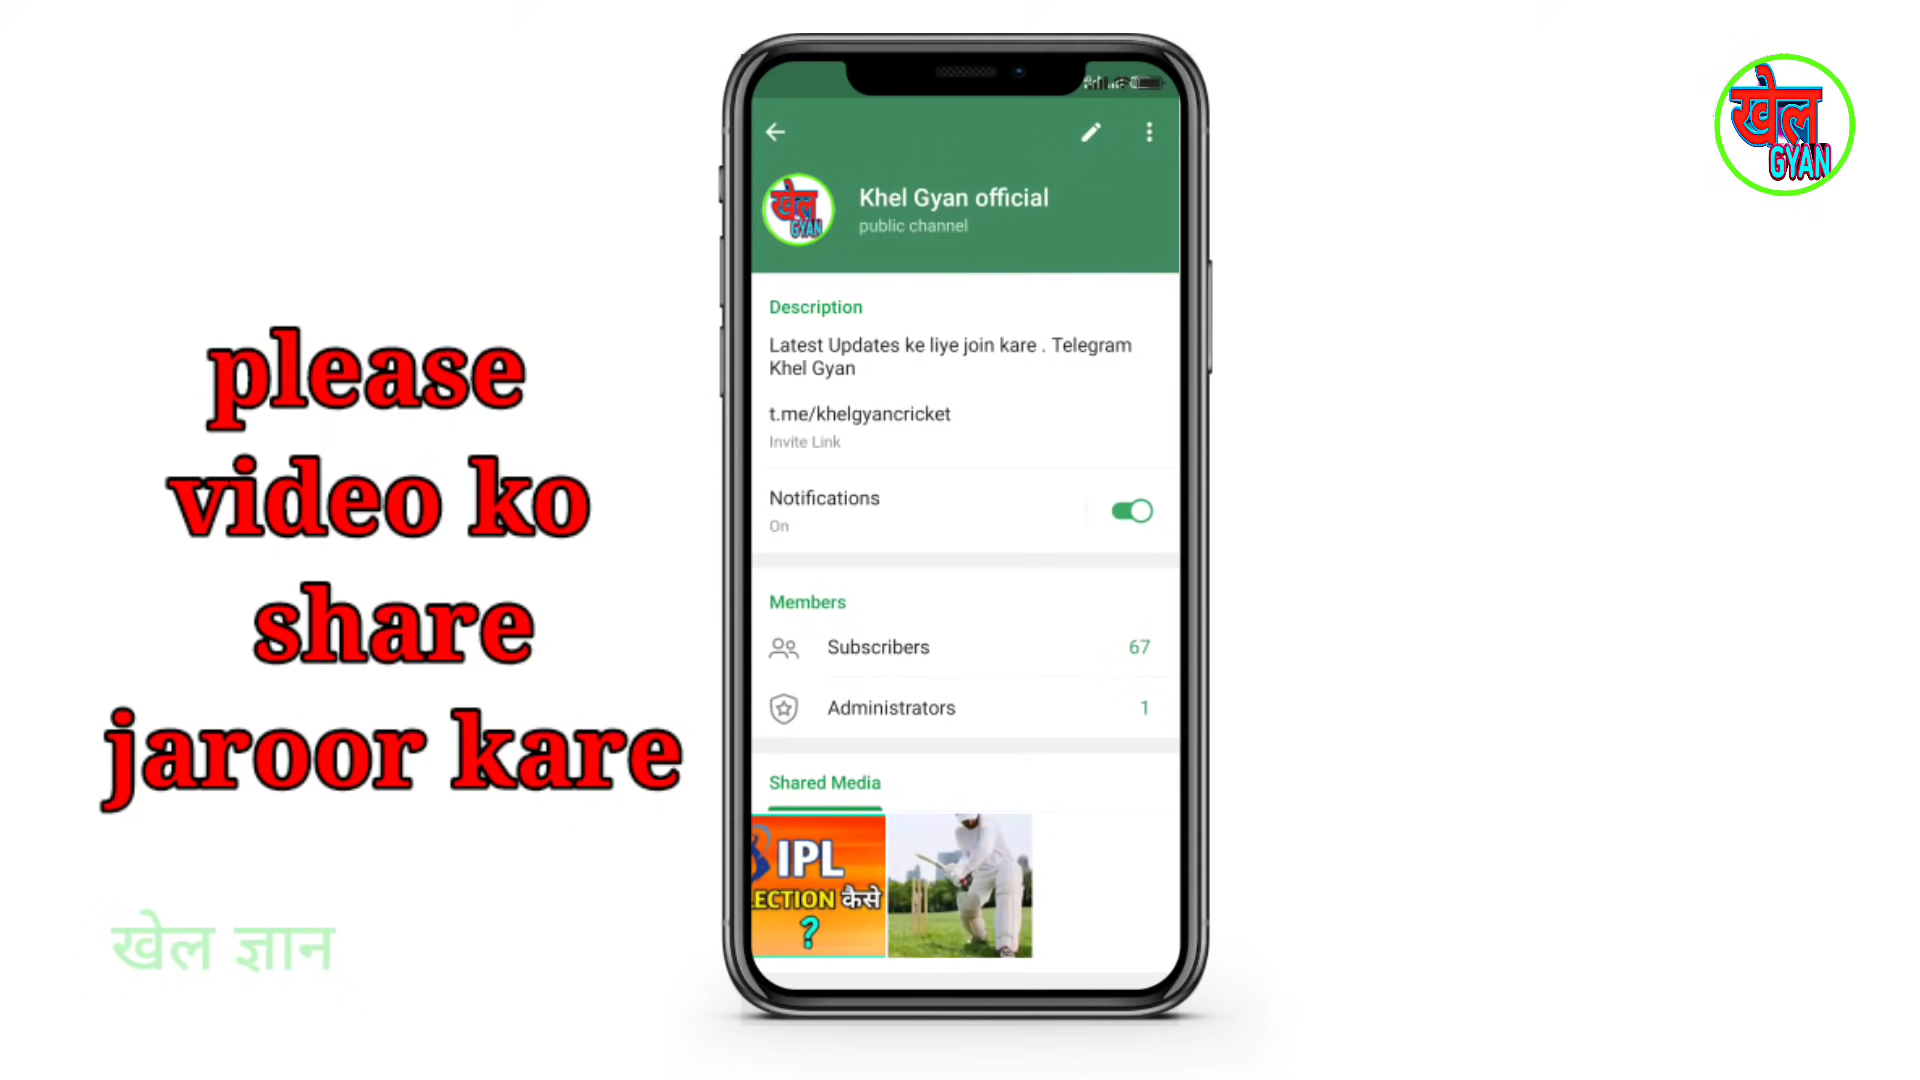 please
video ko
share
jaroor kare
खेल ज्ञान
Khel Gyan official
public channel
खेल
GYAN
Description
Latest Updates ke liye join kare . Telegram
Khel Gyan
t.me/khelgyancricket
Invite Link
Notifications
On
Members
Subscribers 67
Administrators 1
Shared Media
IPL
ECTION कैसे
?
खेल
GYAN